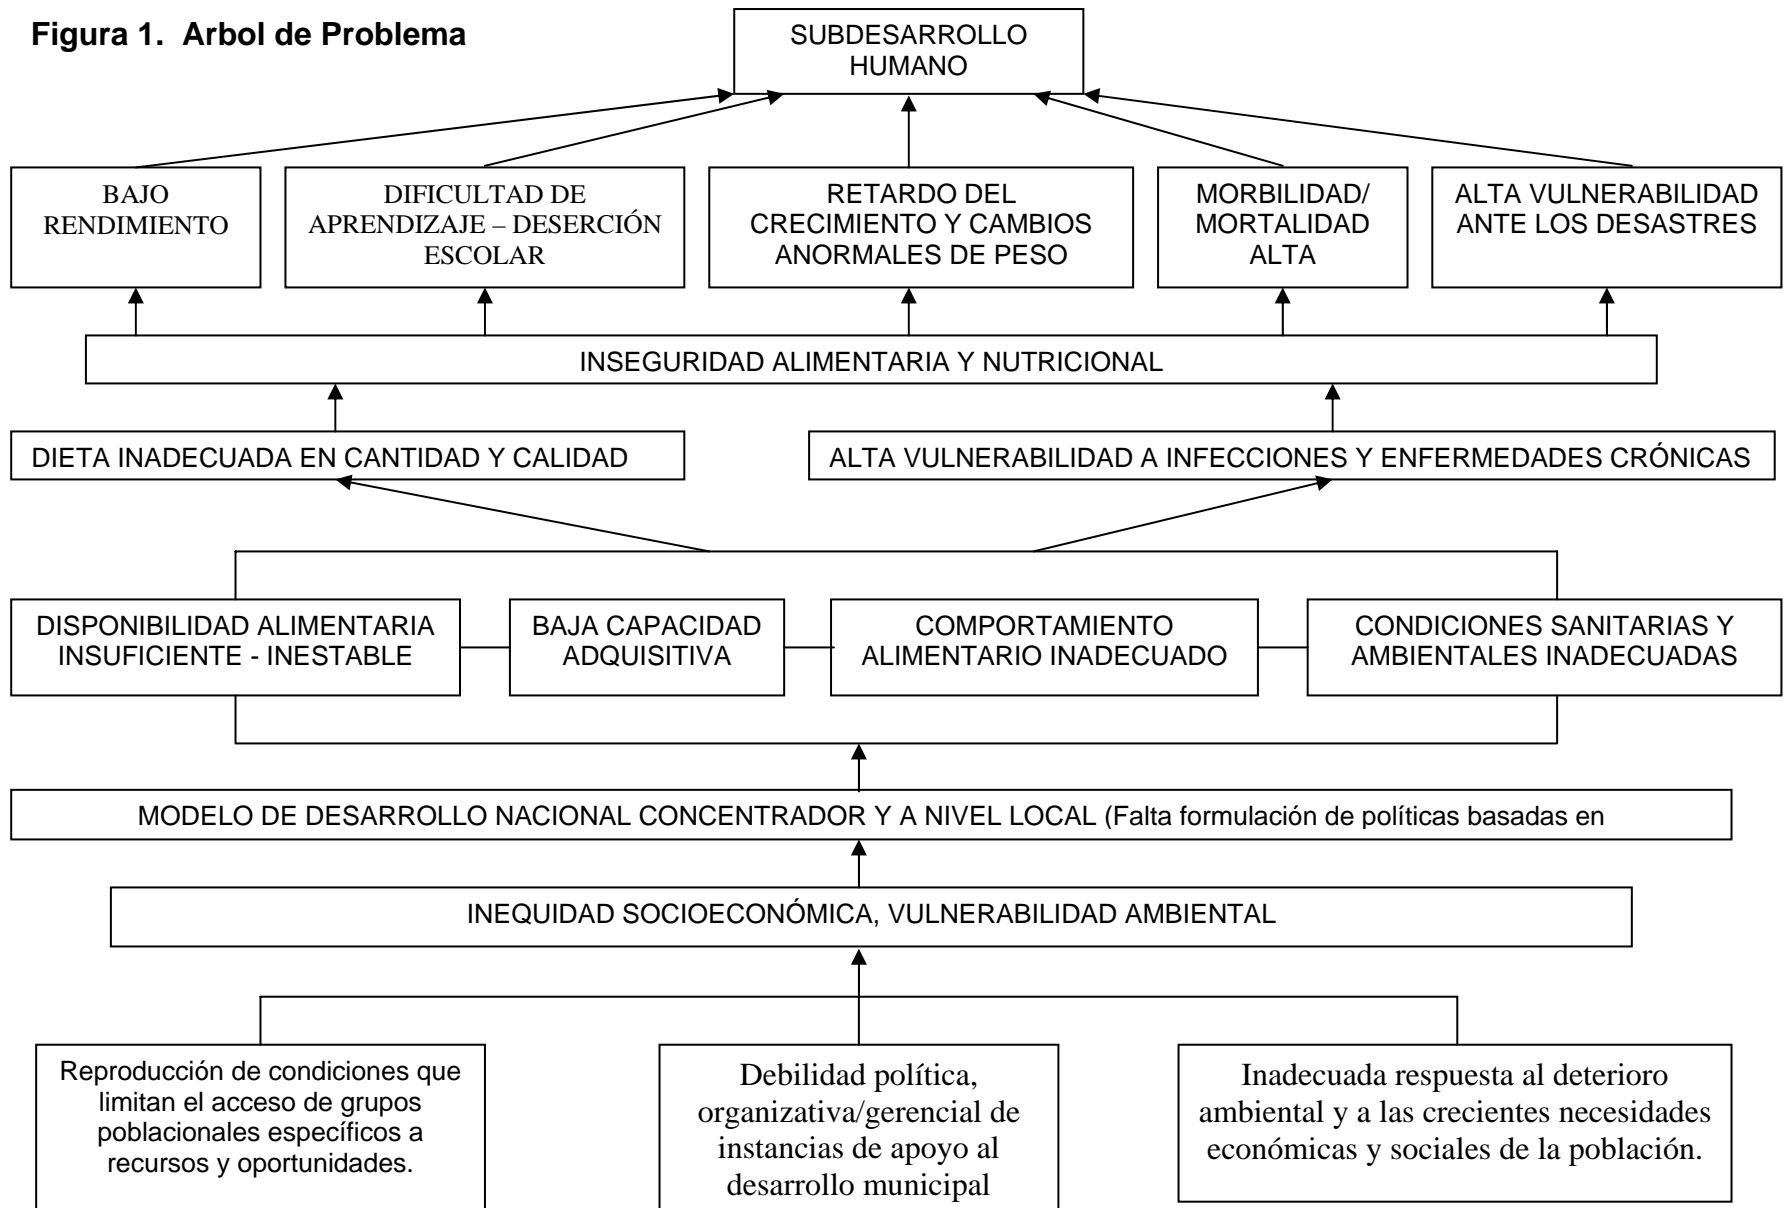 Figura 1. Arbol de Problema
SUBDESARROLLO
HUMANO
BAJO
RENDIMIENTO
DIFICULTAD DE
APRENDIZAJE – DESERCIÓN
ESCOLAR
RETARDO DEL
CRECIMIENTO Y CAMBIOS
ANORMALES DE PESO
MORBILIDAD/
MORTALIDAD
ALTA
ALTA VULNERABILIDAD
ANTE LOS DESASTRES
INSEGURIDAD ALIMENTARIA Y NUTRICIONAL
DIETA INADECUADA EN CANTIDAD Y CALIDAD
ALTA VULNERABILIDAD A INFECCIONES Y ENFERMEDADES CRÓNICAS
DISPONIBILIDAD ALIMENTARIA
INSUFICIENTE - INESTABLE
BAJA CAPACIDAD
ADQUISITIVA
COMPORTAMIENTO
ALIMENTARIO INADECUADO
CONDICIONES SANITARIAS Y
AMBIENTALES INADECUADAS
MODELO DE DESARROLLO NACIONAL CONCENTRADOR Y A NIVEL LOCAL (Falta formulación de políticas basadas en
INEQUIDAD SOCIOECONÓMICA, VULNERABILIDAD AMBIENTAL
Reproducción de condiciones que
limitan el acceso de grupos
poblacionales específicos a
recursos y oportunidades.
Debilidad política,
organizativa/gerencial de
instancias de apoyo al
desarrollo municipal
Inadecuada respuesta al deterioro
ambiental y a las crecientes necesidades
económicas y sociales de la población.